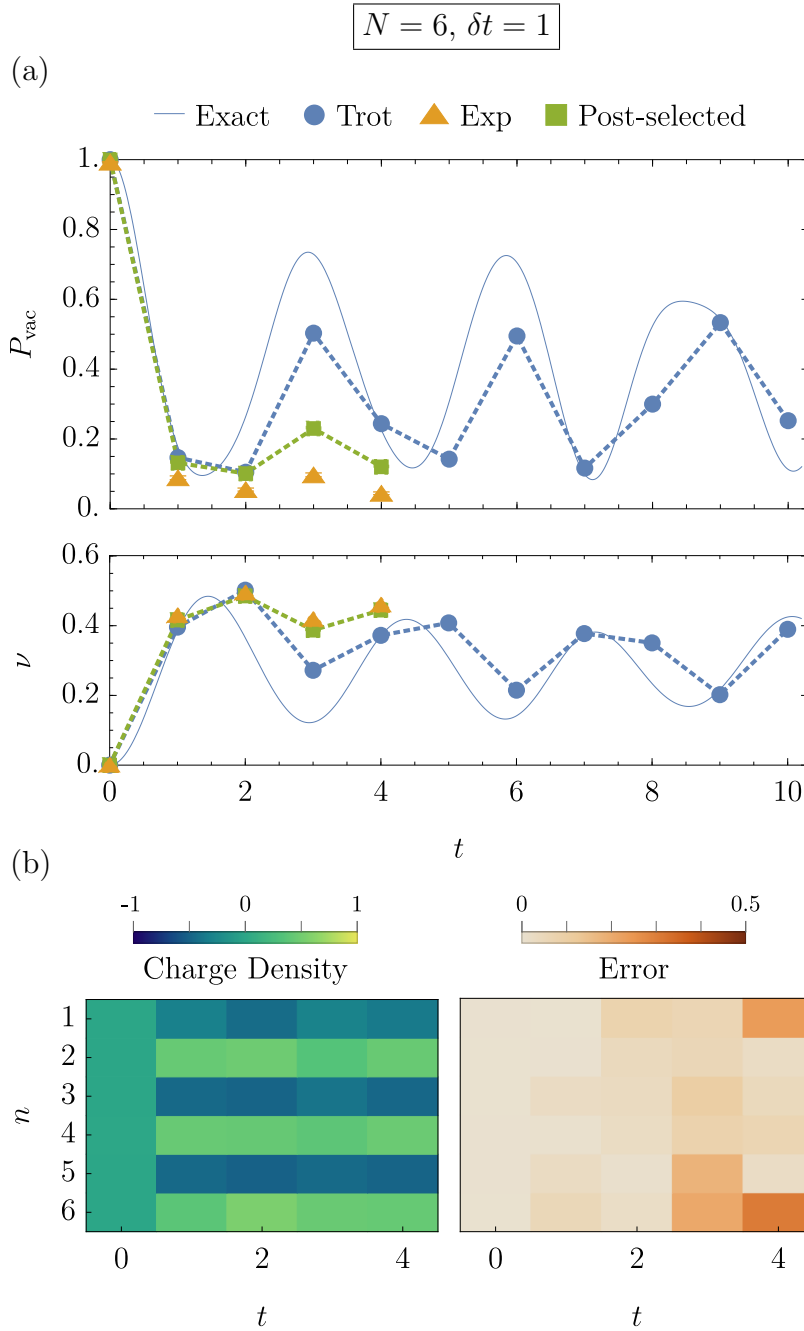 N = 6, δt = 1
(a)
Exact Trot Exp Post-selected
1.
0.8
0.6
0.4
0.2
0.
P_vac
0.6
0.4
0.2
0.
ν
0 2 4 6 8 10
t
(b)
-1 0 1
Charge Density
0 0.5
Error
1
2
3
4
5
6
n
0 2 4
t
0 2 4
t